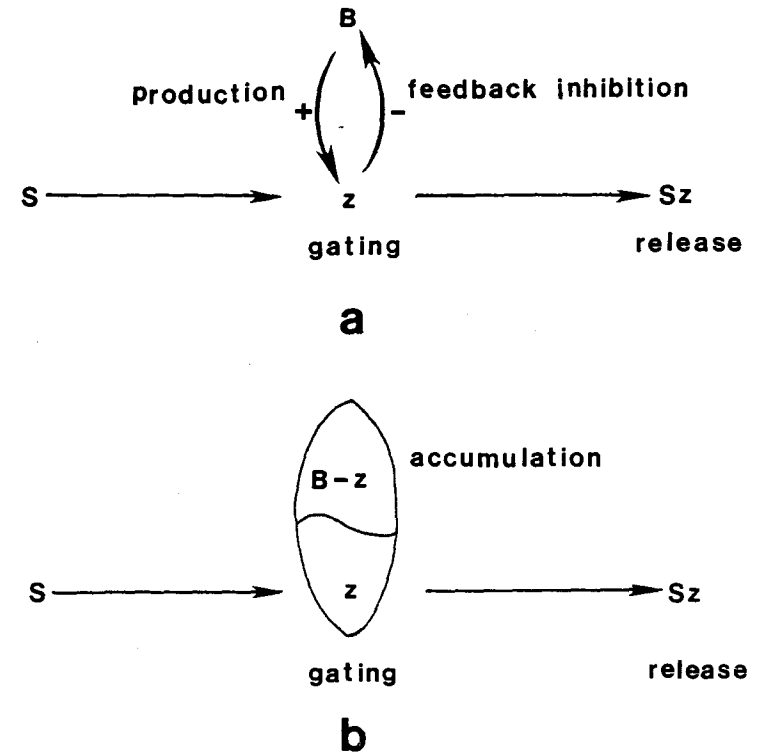 B
production + - feedback inhibition
S z Sz
gating release
a
B-z accumulation
S z Sz
gating release
b